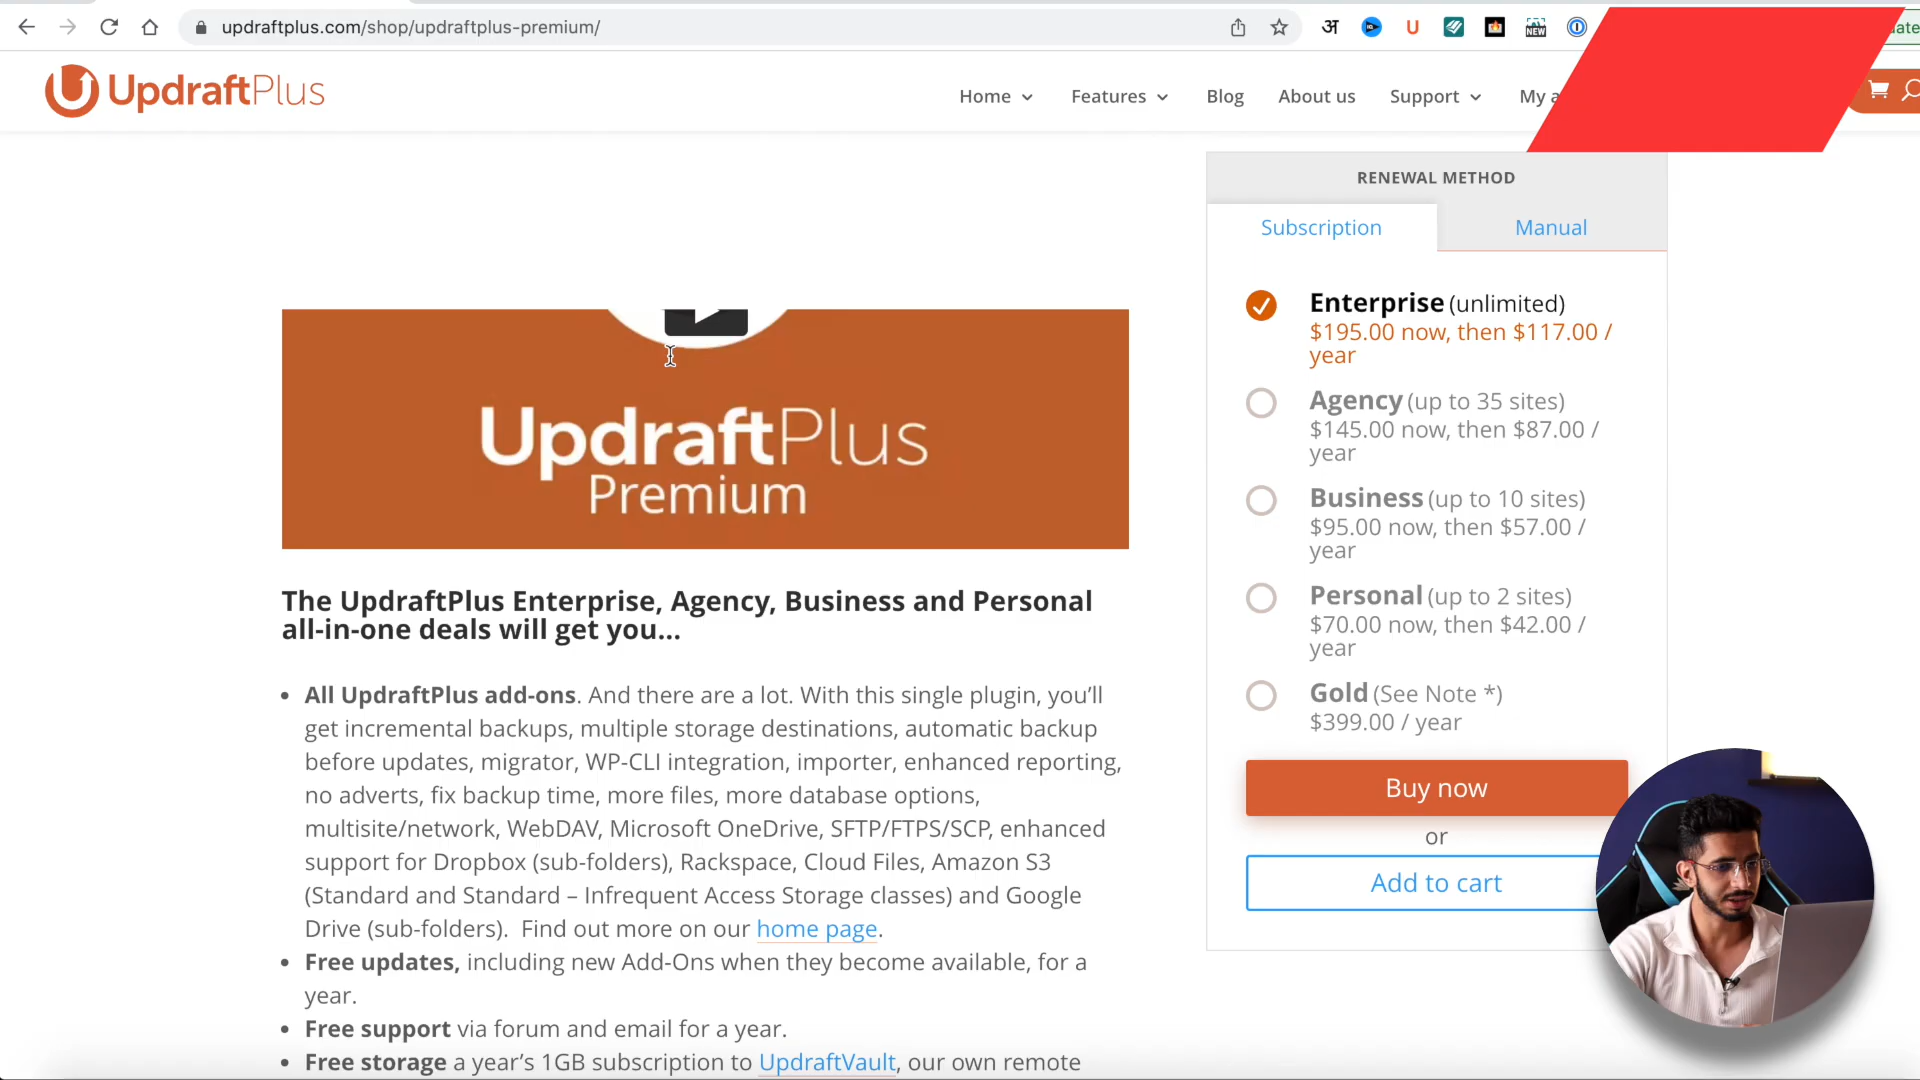 updraftplus.com/shop/updraftplus-premium/
UpdraftPlus
Home
Features
Blog
About us
Support
My
RENEWAL METHOD
Subscription
Manual
Enterprise (unlimited)
$195.00 now, then $117.00 /
year
Agency (up to 35 sites)
$145.00 now, then $87.00 /
year
Business (up to 10 sites)
$95.00 now, then $57.00 /
year
Personal (up to 2 sites)
$70.00 now, then $42.00 /
year
Gold (See Note *)
$399.00 / year
Buy now
or
Add to cart
UpdraftPlus
Premium
The UpdraftPlus Enterprise, Agency, Business and Personal
all-in-one deals will get you...
• All UpdraftPlus add-ons. And there are a lot. With this single plugin, you’ll
get incremental backups, multiple storage destinations, automatic backup
before updates, migrator, WP-CLI integration, importer, enhanced reporting,
no adverts, fix backup time, more files, more database options,
multisite/network, WebDAV, Microsoft OneDrive, SFTP/FTPS/SCP, enhanced
support for Dropbox (sub-folders), Rackspace, Cloud Files, Amazon S3
(Standard and Standard – Infrequent Access Storage classes) and Google
Drive (sub-folders). Find out more on our home page.
• Free updates, including new Add-Ons when they become available, for a
year.
• Free support via forum and email for a year.
• Free storage a year’s 1GB subscription to UpdraftVault, our own remote